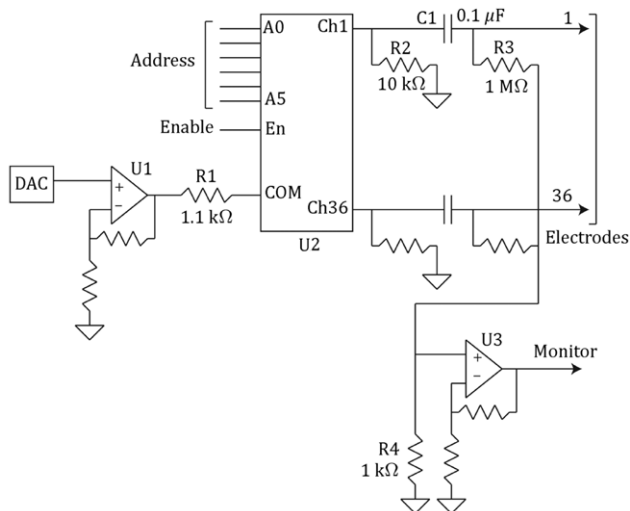 C1 0.1 μF 1
A0 Ch1
R2 R3
Address
10 kΩ 1 MΩ
A5
Enable En
U1
DAC R1
+
−
COM
1.1 kΩ Ch36 36
U2 Electrodes
U3
+
−
Monitor
R4
1 kΩ